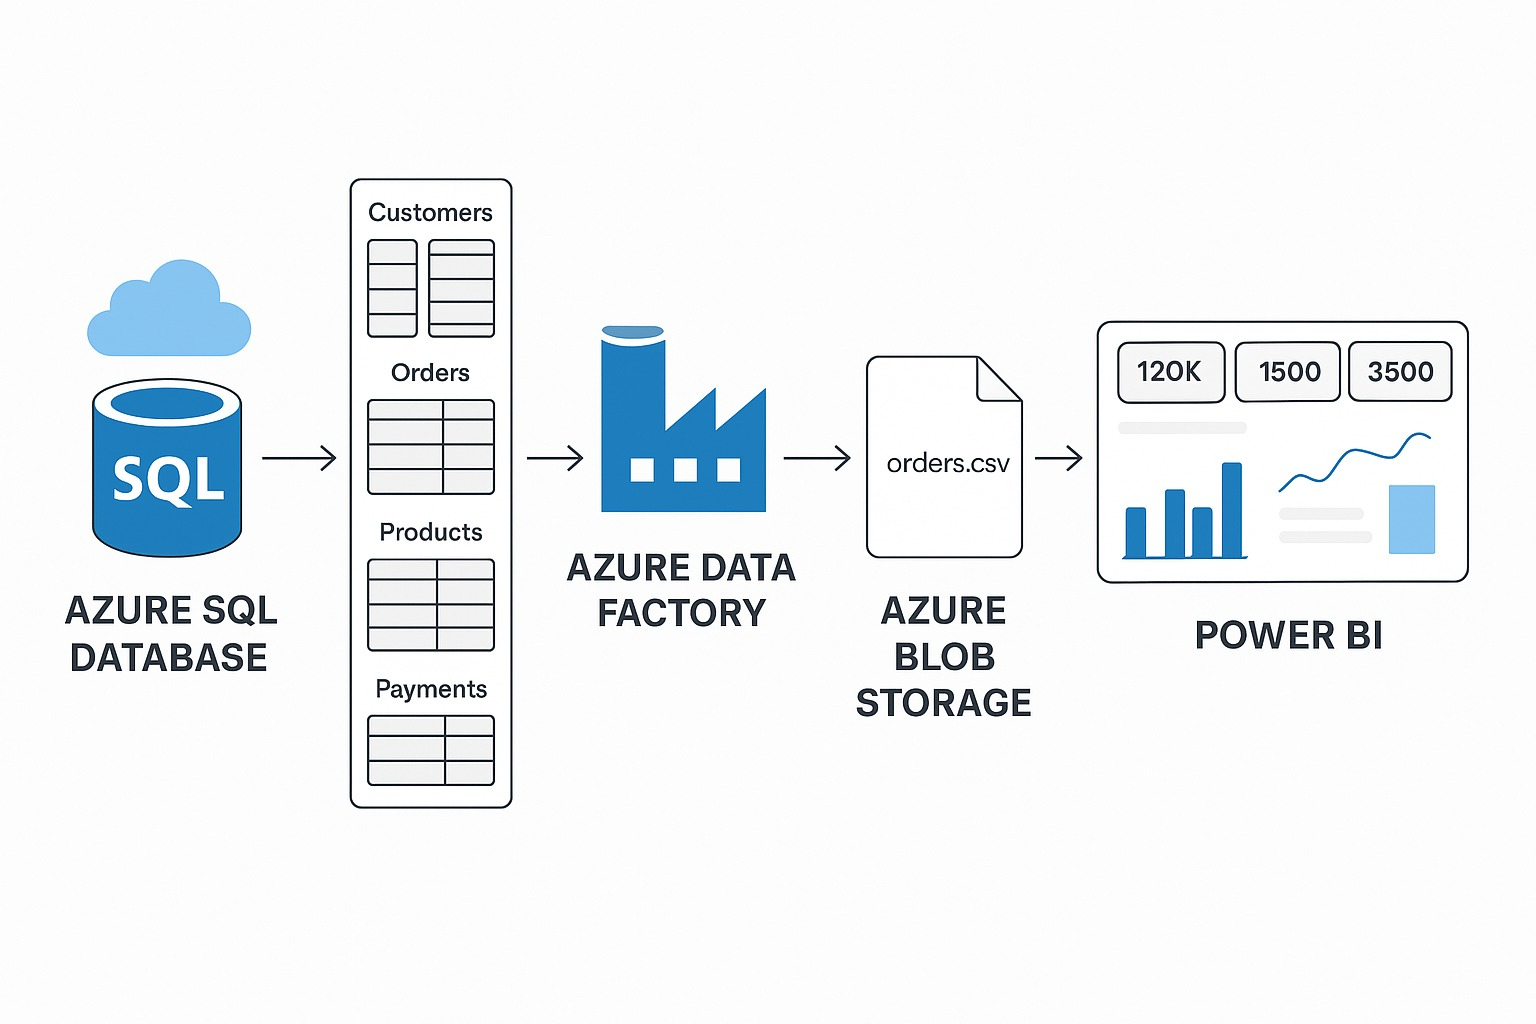 SQL
AZURE SQL
DATABASE
Customers
Orders
Products
Payments
AZURE DATA
FACTORY
orders.csv
AZURE
BLOB
STORAGE
120K
1500
3500
POWER BI